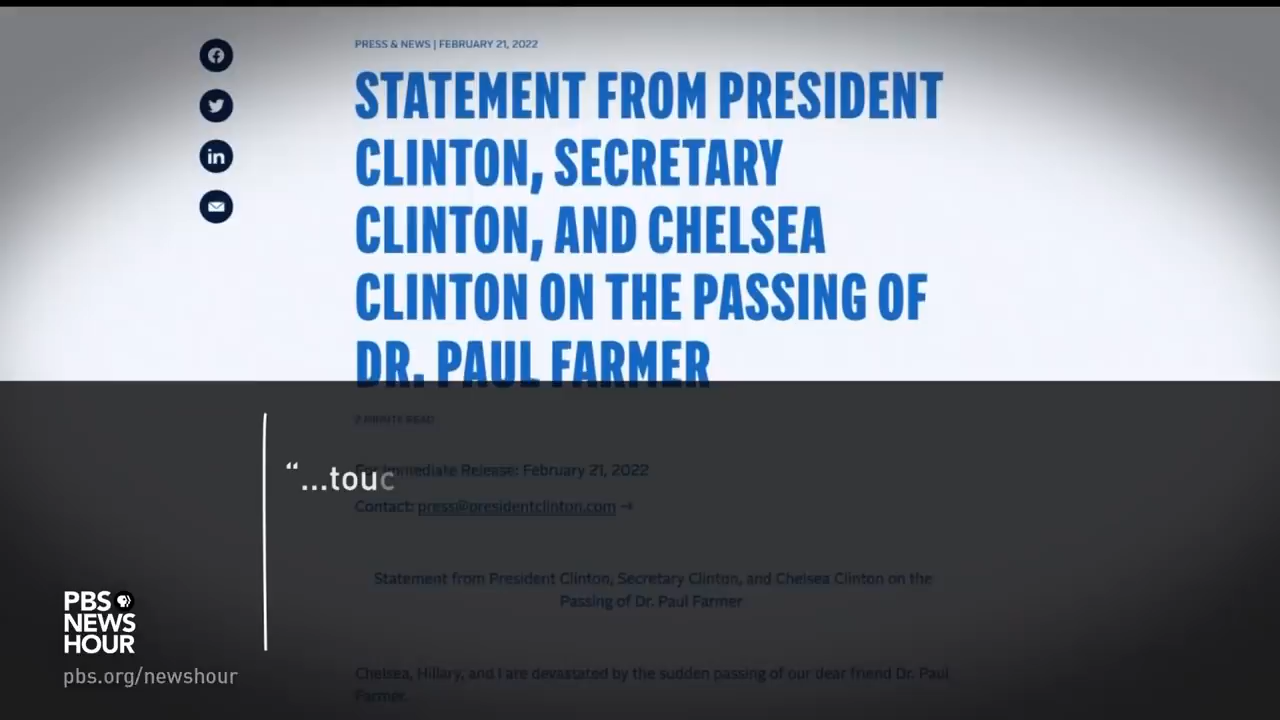 PRESS & NEWS | FEBRUARY 21, 2022
STATEMENT FROM PRESIDENT
CLINTON, SECRETARY
CLINTON, AND CHELSEA
CLINTON ON THE PASSING OF
DR. PAUL FARMER
2 MINUTE READ
For Immediate Release: February 21, 2022
“...touc
Contact: press@presidentclinton.com →
Statement from President Clinton, Secretary Clinton, and Chelsea Clinton on the
Passing of Dr. Paul Farmer
Chelsea, Hillary, and I are devastated by the sudden passing of our dear friend Dr. Paul
Farmer.
PBS
NEWS
HOUR
pbs.org/newshour